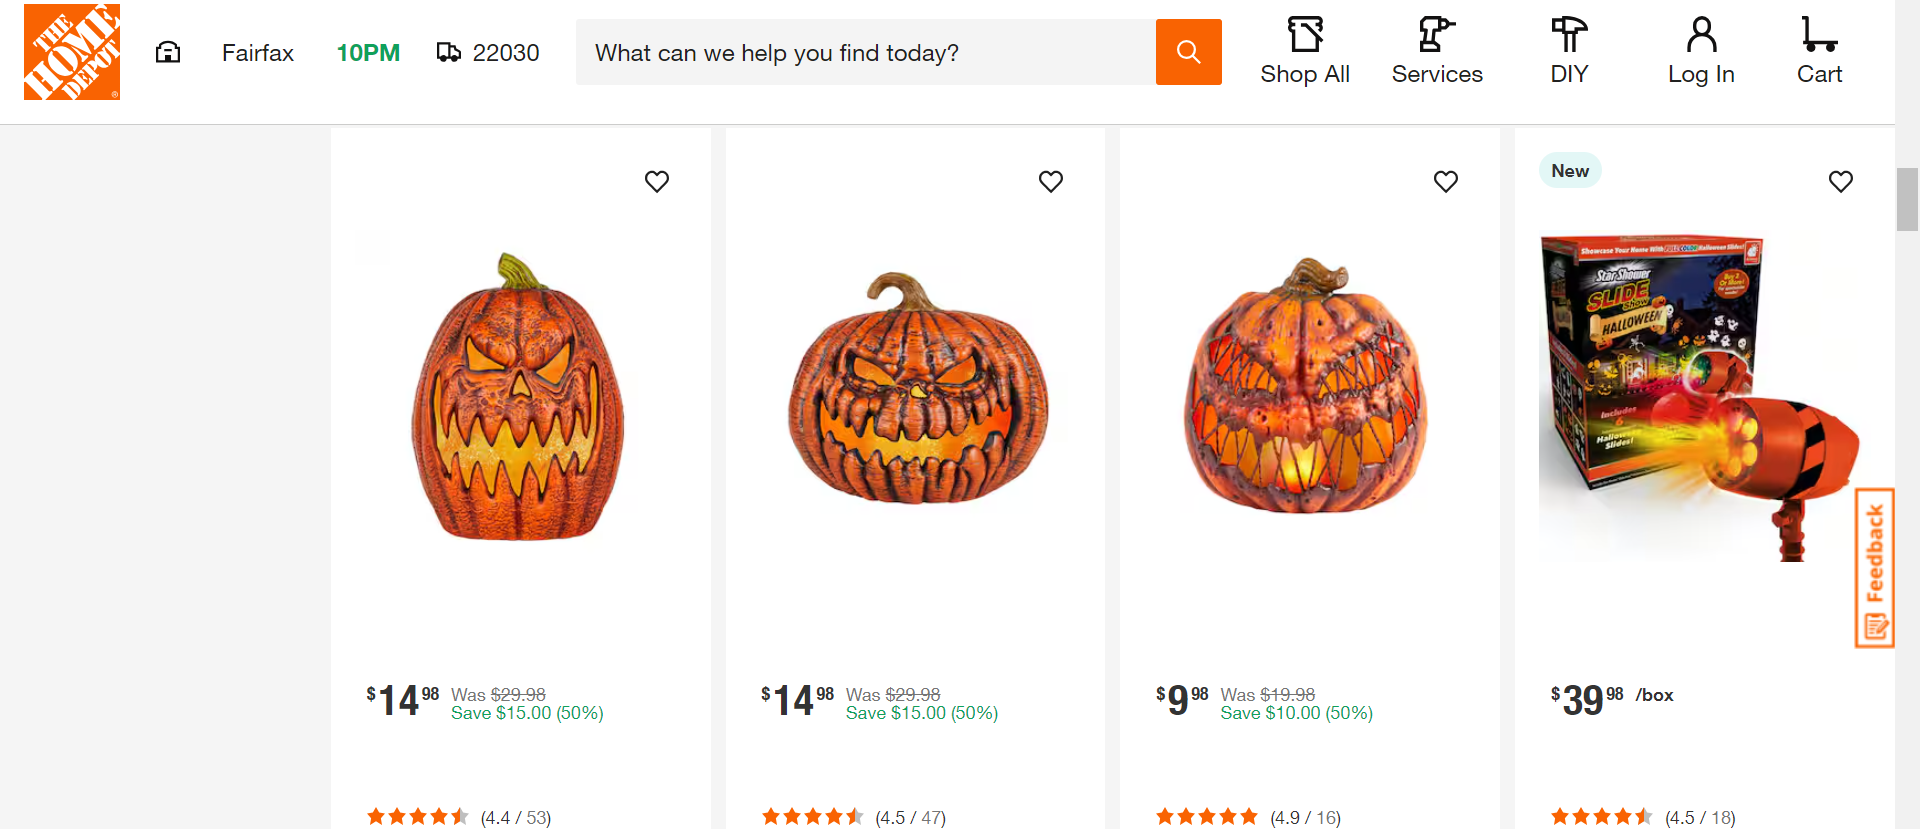 THE
HOME
DEPOT
Fairfax
10PM
22030
What can we help you find today?
Shop All
Services
DIY
Log In
Cart
New
Showcase Your Home With FULL COLOR Halloween Slides!
Star Shower
SLIDE
Show
HALLOWEEN
Buy 2
Or More!
Includes
6
Halloween
Slides!
Feedback
$14 98 Was $29.98
Save $15.00 (50%)
$14 98 Was $29.98
Save $15.00 (50%)
$9 98 Was $19.98
Save $10.00 (50%)
$39 98 /box
(4.4 / 53)
(4.5 / 47)
(4.9 / 16)
(4.5 / 18)